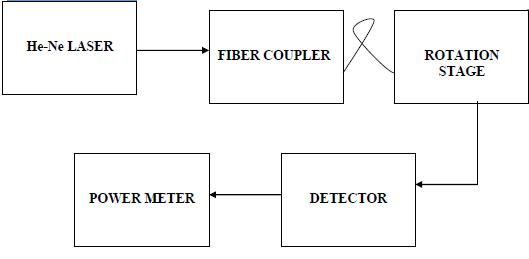 He-Ne LASER
FIBER COUPLER
ROTATION
STAGE
POWER METER
DETECTOR